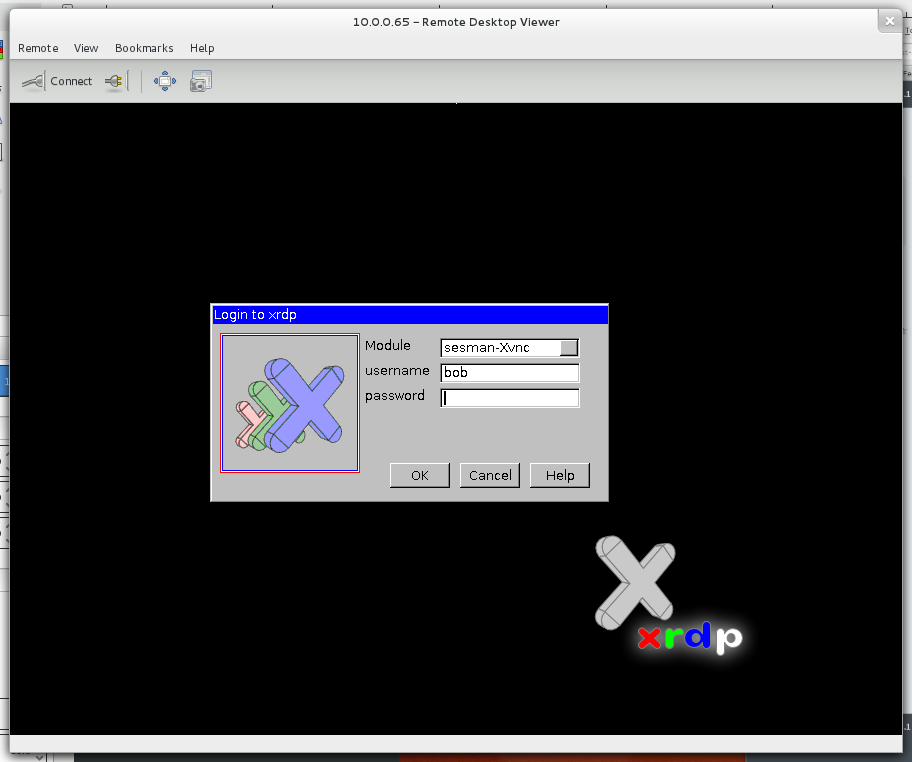 10.0.0.65 – Remote Desktop Viewer
Remote View Bookmarks Help
Connect
Login to xrdp
Module sesman-Xvnc
username bob
password
OK Cancel Help
xrdp